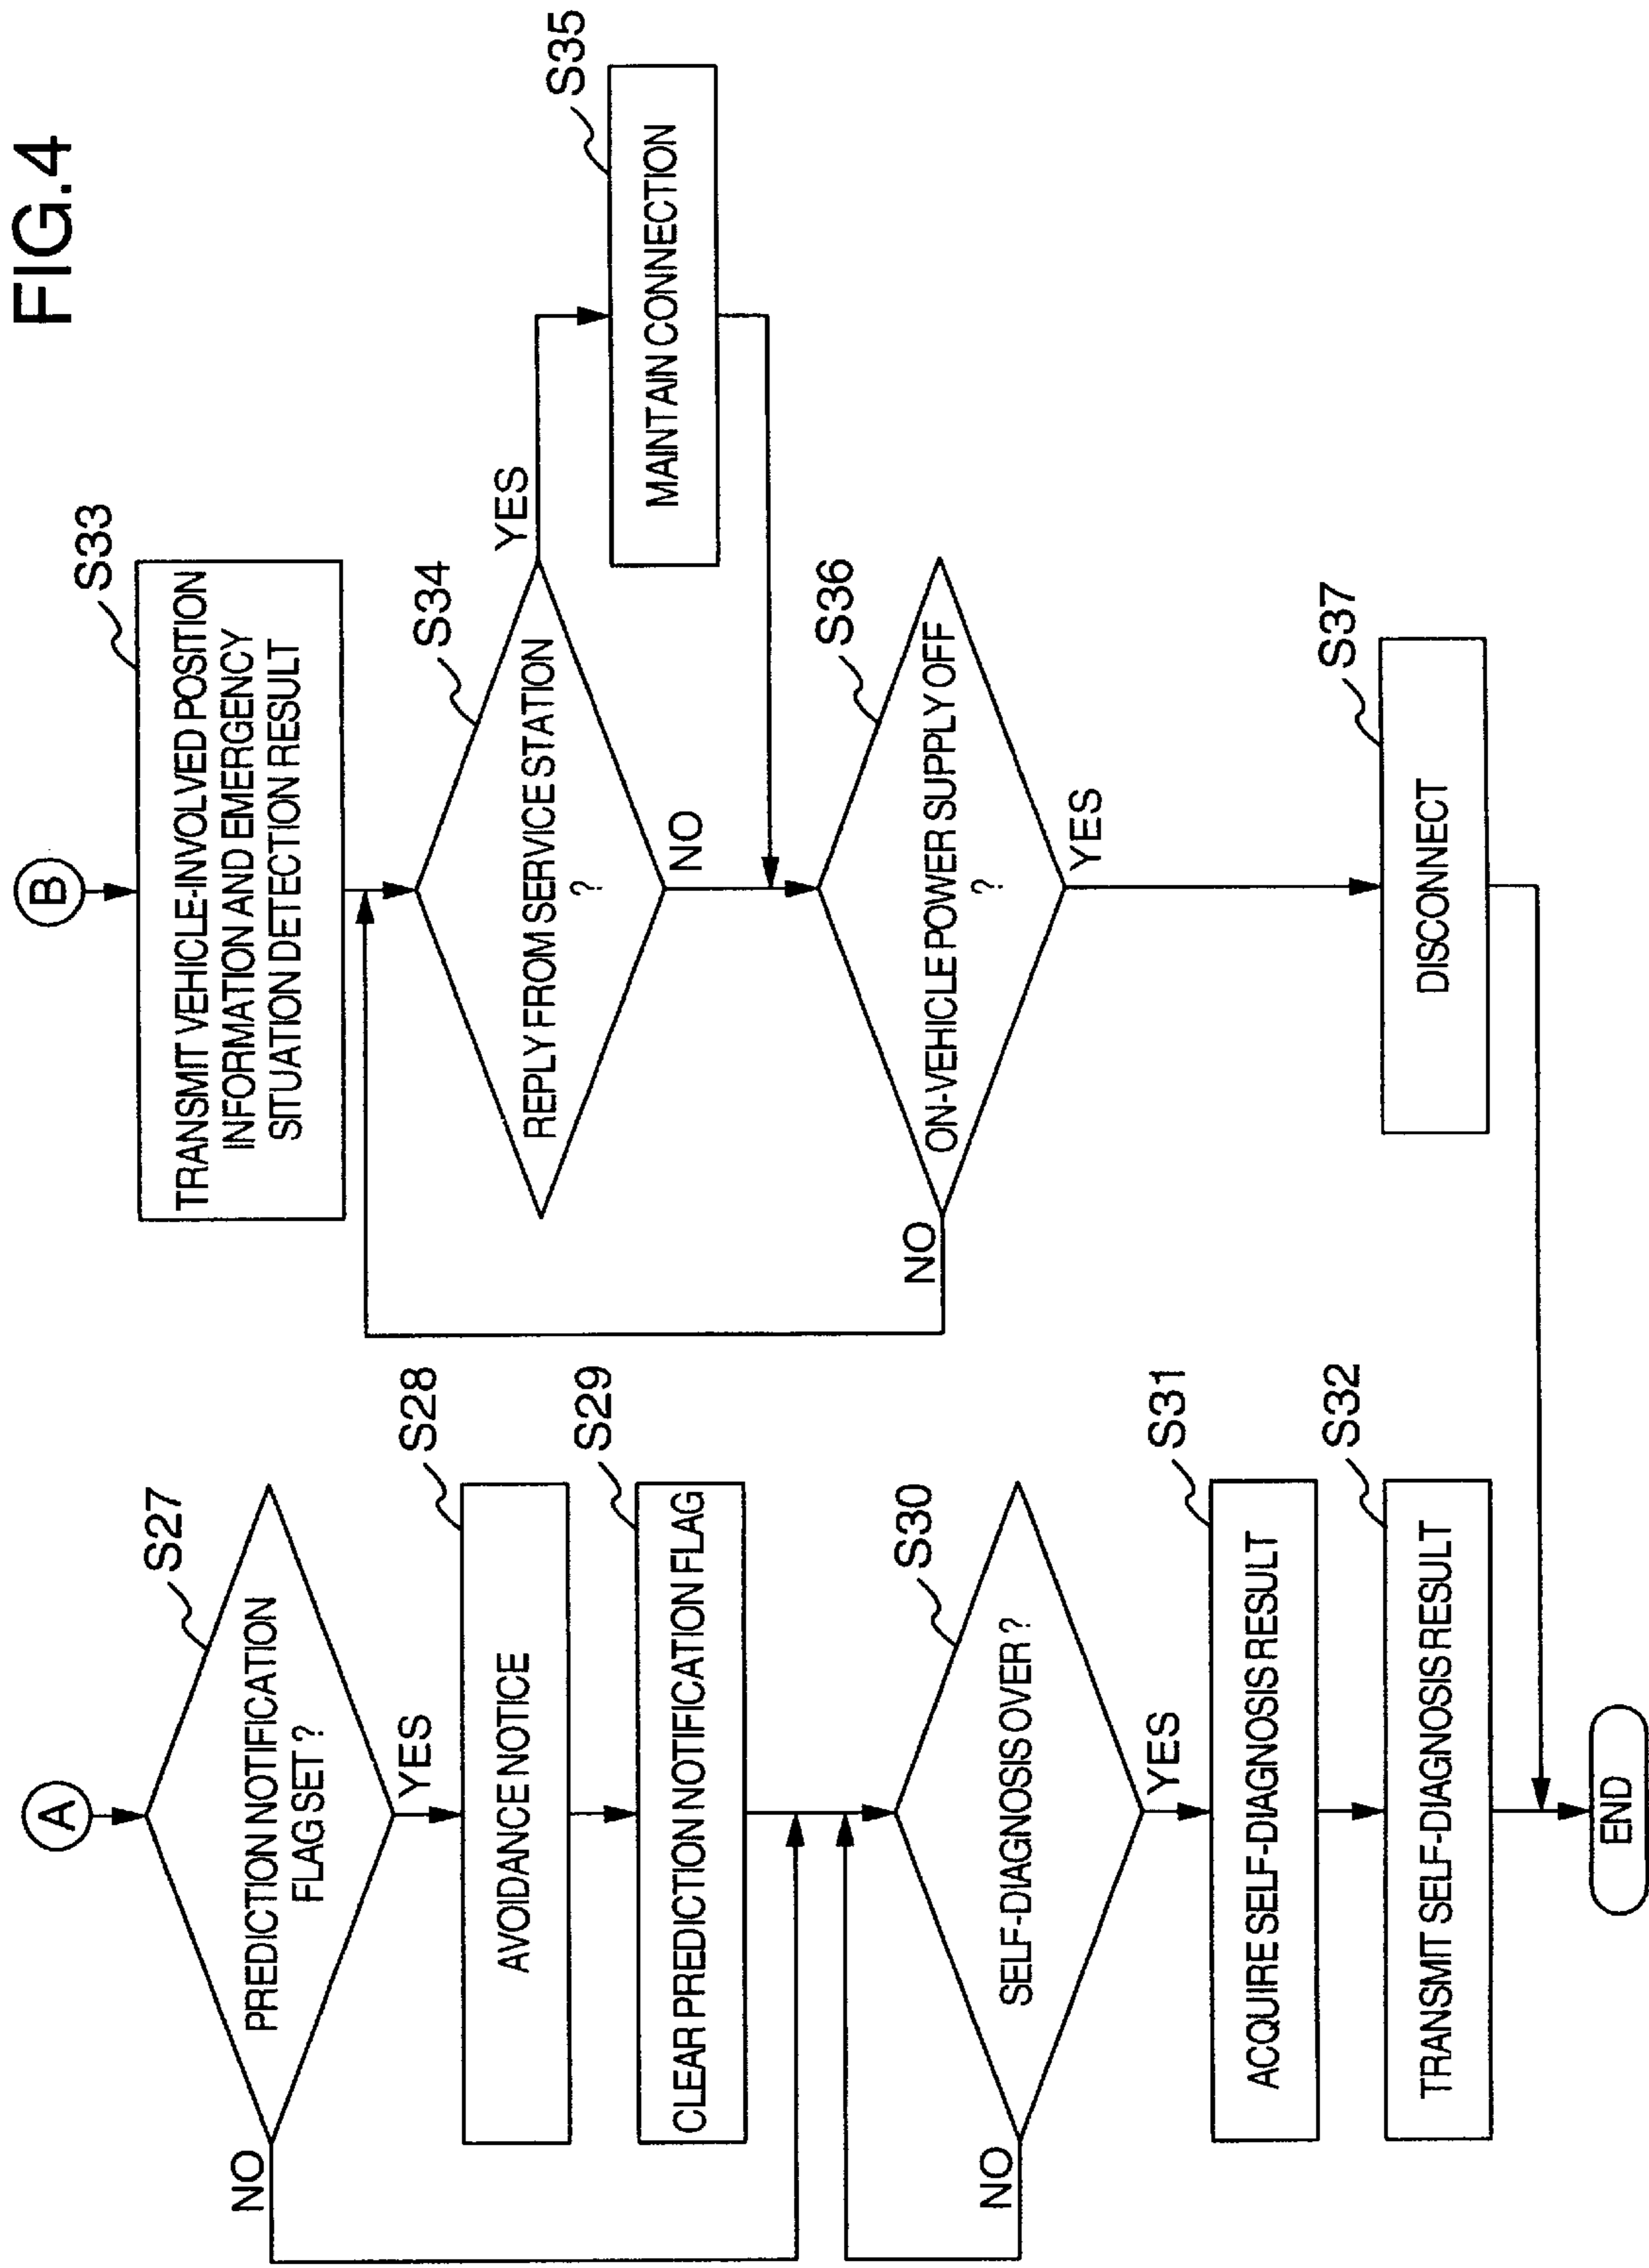 FIG.4
A
S27
PREDICTION NOTIFICATION
FLAG SET ?
NO
YES
S28
AVOIDANCE NOTICE
S29
CLEAR PREDICTION NOTIFICATION FLAG
S30
SELF-DIAGNOSIS OVER ?
NO
YES
S31
ACQUIRE SELF-DIAGNOSIS RESULT
S32
TRANSMIT SELF-DIAGNOSIS RESULT
END
B
S33
TRANSMIT VEHICLE-INVOLVED POSITION
INFORMATION AND EMERGENCY
SITUATION DETECTION RESULT
S34
REPLY FROM SERVICE STATION
?
YES
NO
S35
MAINTAIN CONNECTION
S36
ON-VEHICLE POWER SUPPLY OFF
?
NO
YES
S37
DISCONNECT